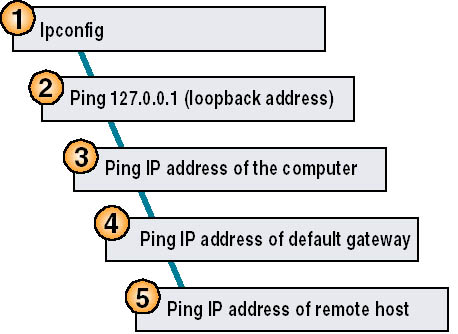 1 Ipconfig
2 Ping 127.0.0.1 (loopback address)
3 Ping IP address of the computer
4 Ping IP address of default gateway
5 Ping IP address of remote host